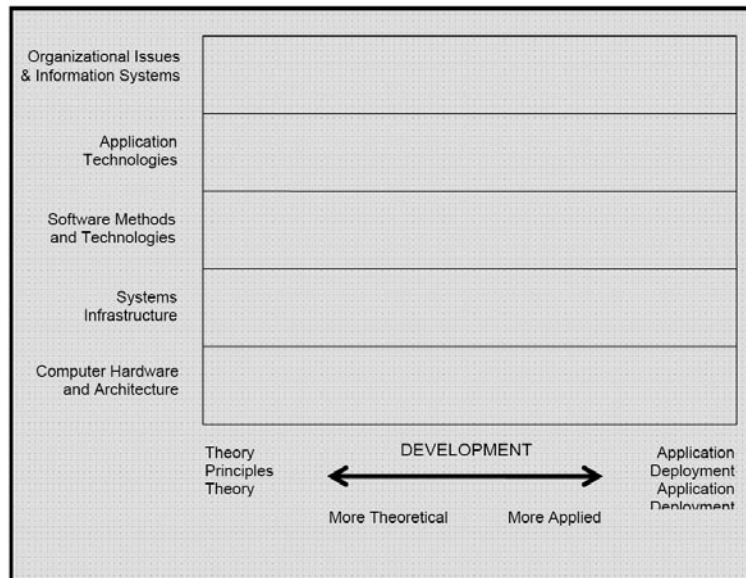 Organizational Issues
& Information Systems
Application
Technologies
Software Methods
and Technologies
Systems
Infrastructure
Computer Hardware
and Architecture
Theory
Principles
Theory
DEVELOPMENT
More Theoretical
More Applied
Application
Deployment
Application
Deployment